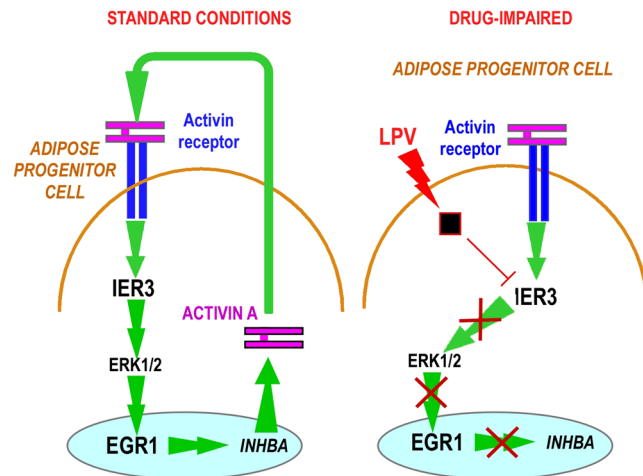 STANDARD CONDITIONS
Activin
receptor
ADIPOSE
PROGENITOR
CELL
IER3
ACTIVIN A
ERK1/2
EGR1
INHBA
DRUG-IMPAIRED
ADIPOSE PROGENITOR CELL
LPV
Activin
receptor
IER3
ERK1/2
EGR1
INHBA